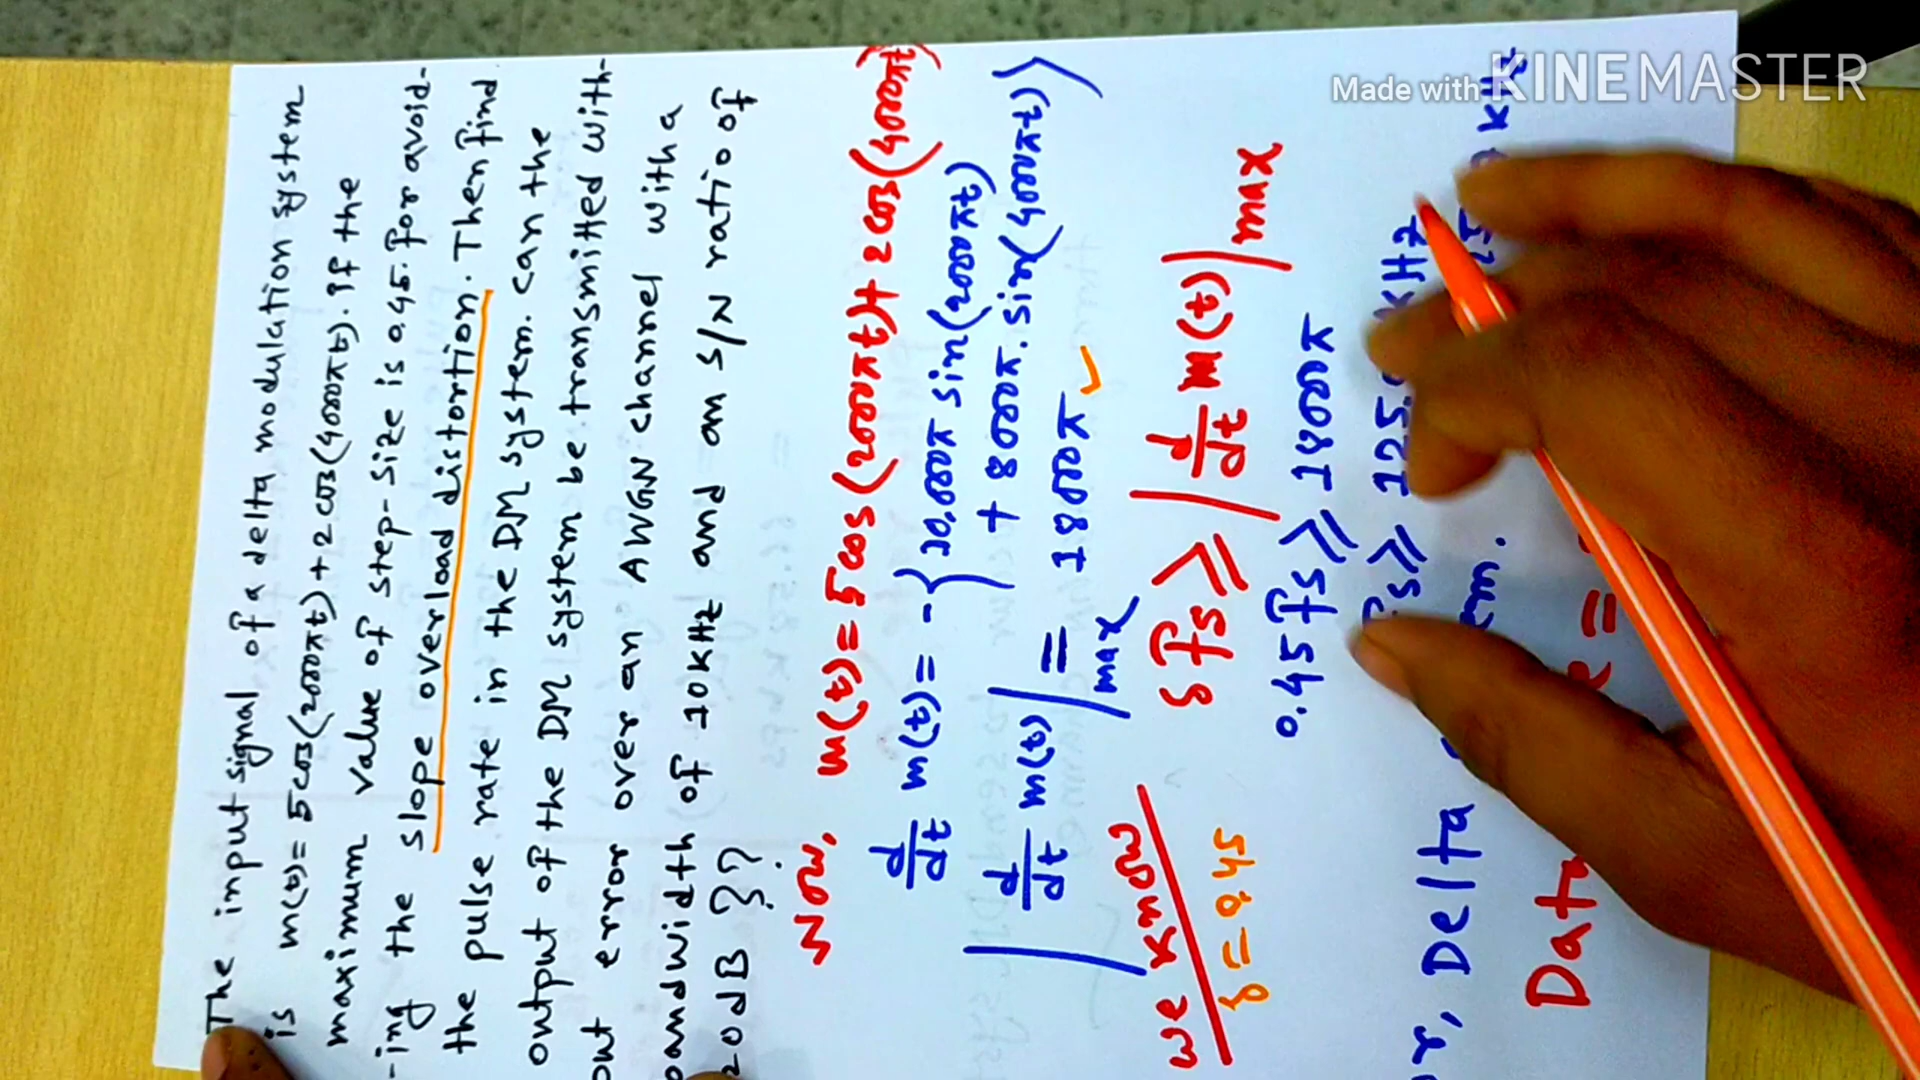 The input signal of a delta modulation system
is m(t)= 5cos(2000πt)+2cos(4000πt). If the
maximum value of step-size is 0.45. For avoid-
-ing the slope overload distortion. Then find
the pulse rate in the DM system. can the
output of the DM system be transmitted with-
out error over an AWGN channel with a
bandwidth of 10kHz and an S/N ratio of
20dB ??
Now, m(t)= 5cos(2000πt)+2cos(4000πt)
d/dt m(t)= -{10,000π sin(2000πt)
+ 8000π. sin(4000πt)}
|d/dt m(t)|max = 18000π ✓
we know
δfs ≥ |d/dt m(t)|max
δ=0.45
0.45fs ≥ 18000π
fs ≥ 125. kHz
r, Delta em.
Data =
Made with KINEMASTER